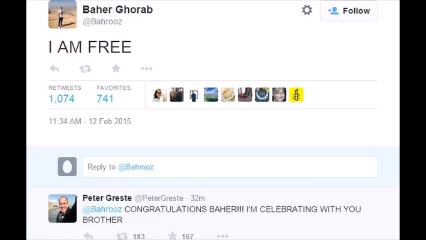 Baher Ghorab
@Bahrooz
Follow
I AM FREE
RETWEETS FAVORITES
1,074 741
11:34 AM - 12 Feb 2015
Reply to @Bahrooz
Peter Greste @PeterGreste · 32m
@Bahrooz CONGRATULATIONS BAHER!!! I'M CELEBRATING WITH YOU
BROTHER
183 167